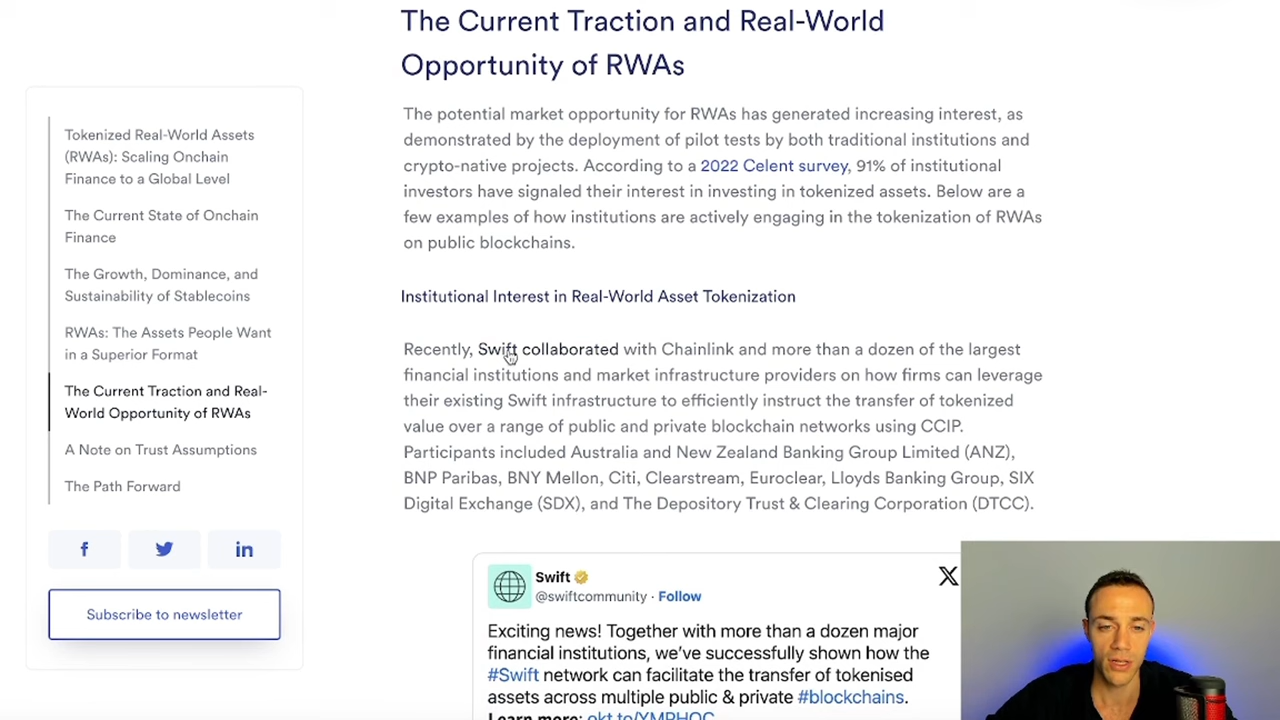 The Current Traction and Real-World
Opportunity of RWAs
The potential market opportunity for RWAs has generated increasing interest, as
demonstrated by the deployment of pilot tests by both traditional institutions and
crypto-native projects. According to a 2022 Celent survey, 91% of institutional
investors have signaled their interest in investing in tokenized assets. Below are a
few examples of how institutions are actively engaging in the tokenization of RWAs
on public blockchains.
Institutional Interest in Real-World Asset Tokenization
Recently, Swift collaborated with Chainlink and more than a dozen of the largest
financial institutions and market infrastructure providers on how firms can leverage
their existing Swift infrastructure to efficiently instruct the transfer of tokenized
value over a range of public and private blockchain networks using CCIP.
Participants included Australia and New Zealand Banking Group Limited (ANZ),
BNP Paribas, BNY Mellon, Citi, Clearstream, Euroclear, Lloyds Banking Group, SIX
Digital Exchange (SDX), and The Depository Trust & Clearing Corporation (DTCC).
Swift
@swiftcommunity · Follow
X
Exciting news! Together with more than a dozen major
financial institutions, we've successfully shown how the
#Swift network can facilitate the transfer of tokenised
assets across multiple public & private #blockchains.
Learn more: okt.to/YMPHOC
Tokenized Real-World Assets
(RWAs): Scaling Onchain
Finance to a Global Level
The Current State of Onchain
Finance
The Growth, Dominance, and
Sustainability of Stablecoins
RWAs: The Assets People Want
in a Superior Format
The Current Traction and Real-
World Opportunity of RWAs
A Note on Trust Assumptions
The Path Forward
f
in
Subscribe to newsletter